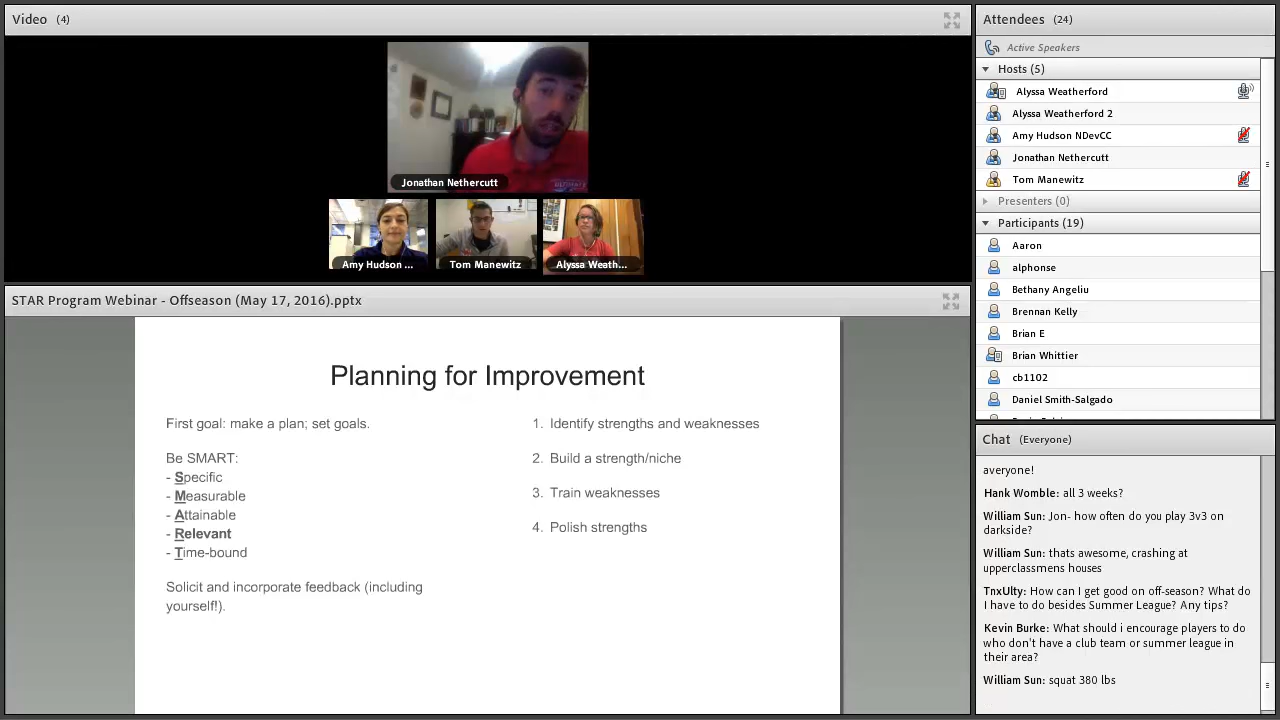 Video (4)
Jonathan Nethercutt
ULTIMATE
Amy Hudson ...
Tom Manewitz
Alyssa Weath...
STAR Program Webinar - Offseason (May 17, 2016).pptx
Planning for Improvement
First goal: make a plan; set goals.
Be SMART:
- Specific
- Measurable
- Attainable
- Relevant
- Time-bound
Solicit and incorporate feedback (including
yourself!).
1. Identify strengths and weaknesses
2. Build a strength/niche
3. Train weaknesses
4. Polish strengths
Attendees (24)
Active Speakers
Hosts (5)
Alyssa Weatherford
Alyssa Weatherford 2
Amy Hudson NDevCC
Jonathan Nethercutt
Tom Manewitz
Presenters (0)
Participants (19)
Aaron
alphonse
Bethany Angeliu
Brennan Kelly
Brian E
Brian Whittier
cb1102
Daniel Smith-Salgado
Chat (Everyone)
averyone!
Hank Womble: all 3 weeks?
William Sun: Jon- how often do you play 3v3 on
darkside?
William Sun: thats awesome, crashing at
upperclassmens houses
TnxUlty: How can I get good on off-season? What do
I have to do besides Summer League? Any tips?
Kevin Burke: What should i encourage players to do
who don't have a club team or summer league in
their area?
William Sun: squat 380 lbs